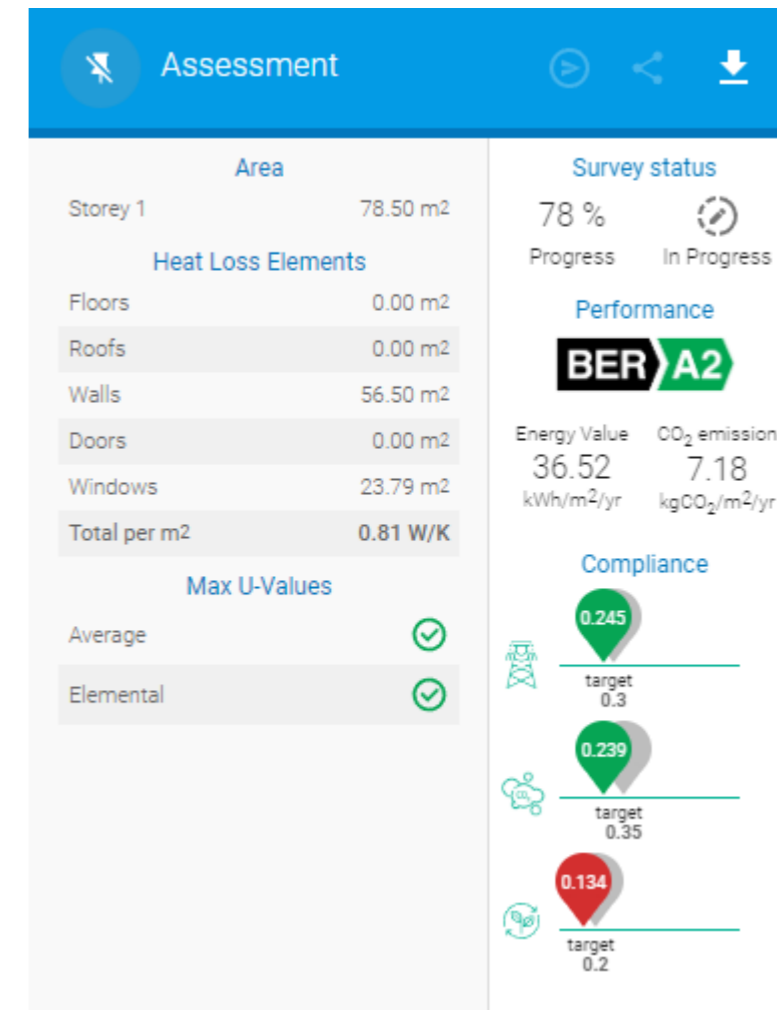 Assessment
Area
Storey 1 78.50 m2
Heat Loss Elements
Floors 0.00 m2
Roofs 0.00 m2
Walls 56.50 m2
Doors 0.00 m2
Windows 23.79 m2
Total per m2 0.81 W/K
Max U-Values
Average
Elemental
Survey status
78 %
Progress In Progress
Performance
BER A2
Energy Value CO2 emission
36.52 7.18
kWh/m2/yr kgCO2/m2/yr
Compliance
0.245
target
0.3
0.239
CO2
target
0.35
0.134
target
0.2